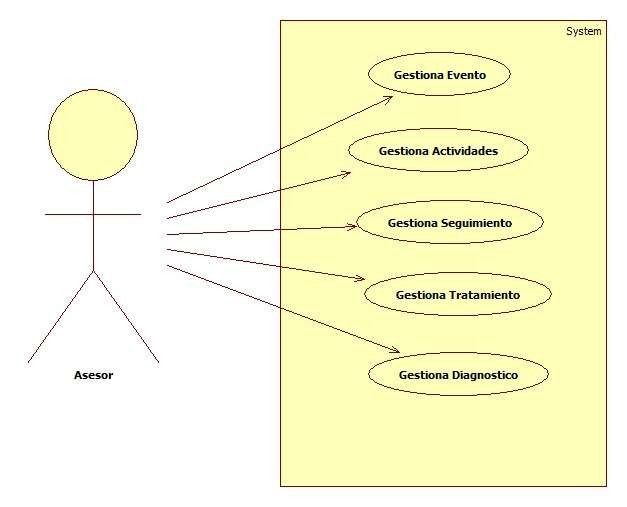 System
Gestiona Evento
Gestiona Actividades
Gestiona Seguimiento
Gestiona Tratamiento
Gestiona Diagnostico
Asesor